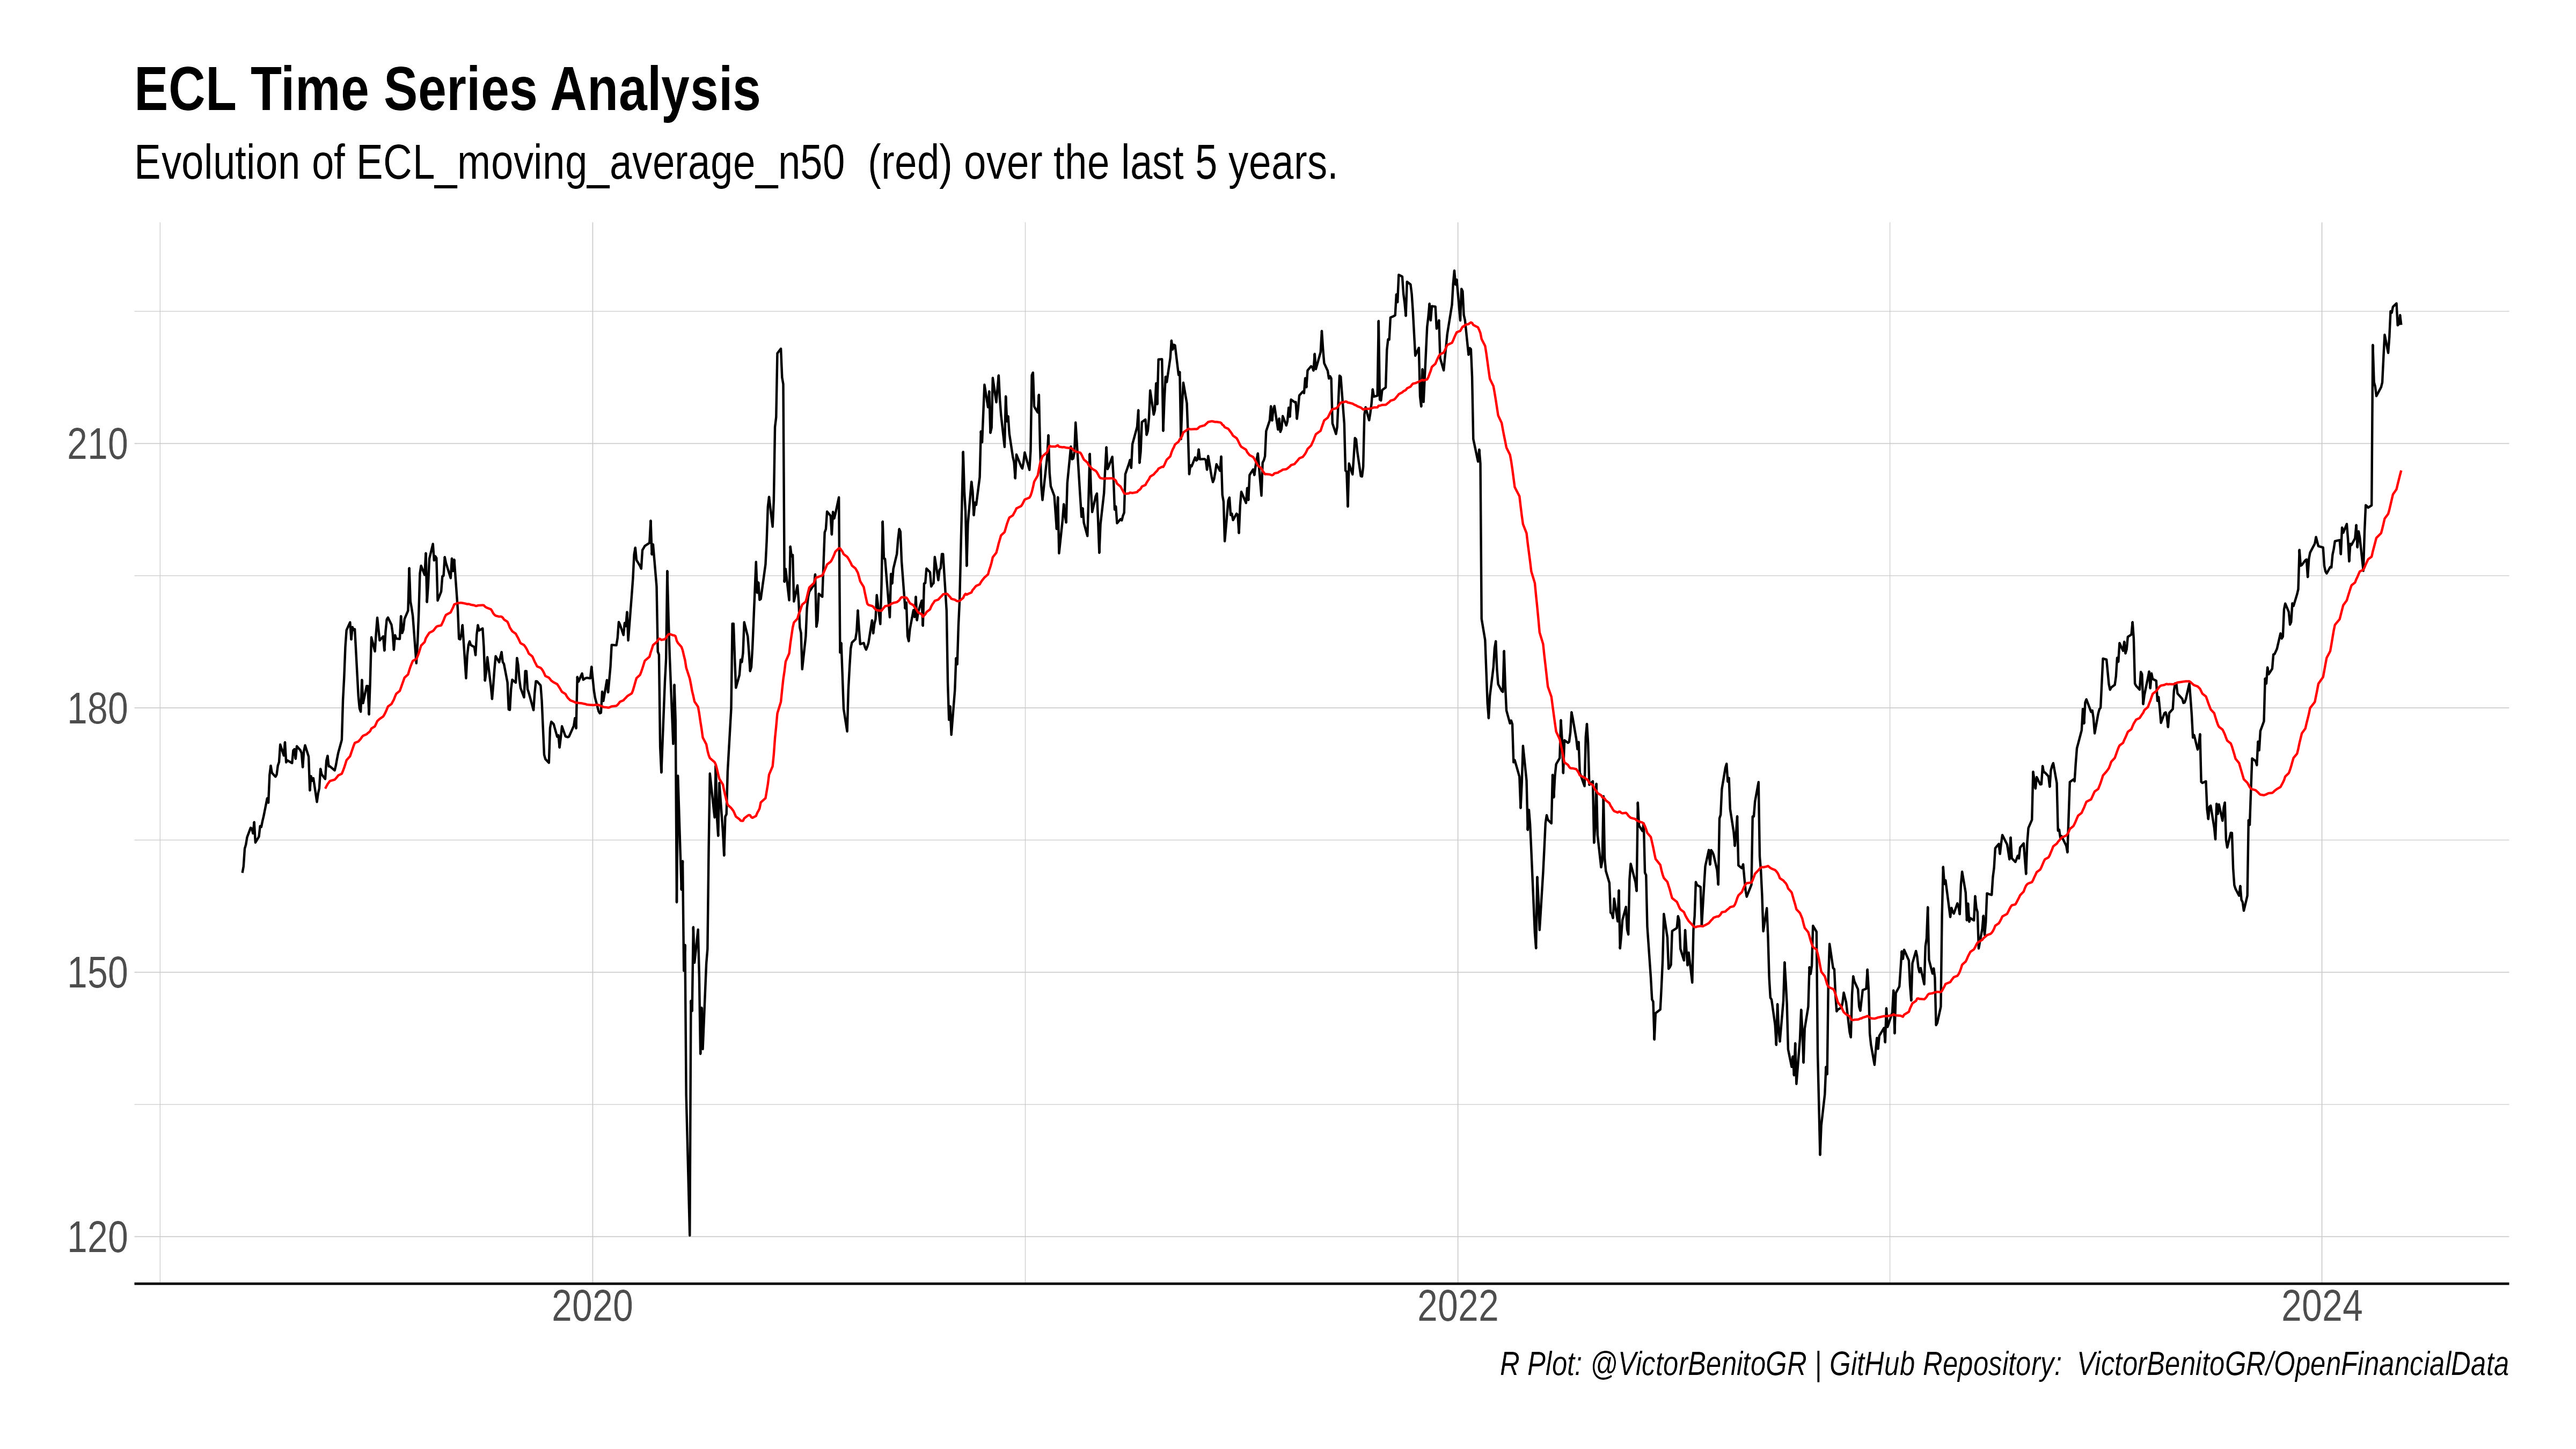 ECL Time Series Analysis
Evolution of ECL_moving_average_n50  (red) over the last 5 years.
210
180
150
120
2020 2022 2024
R Plot: @VictorBenitoGR | GitHub Repository:  VictorBenitoGR/OpenFinancialData